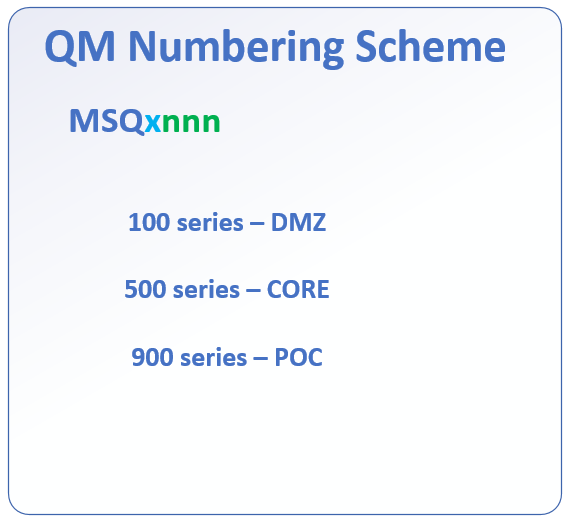 QM Numbering Scheme
MSQxnnn
100 series – DMZ
500 series – CORE
900 series – POC